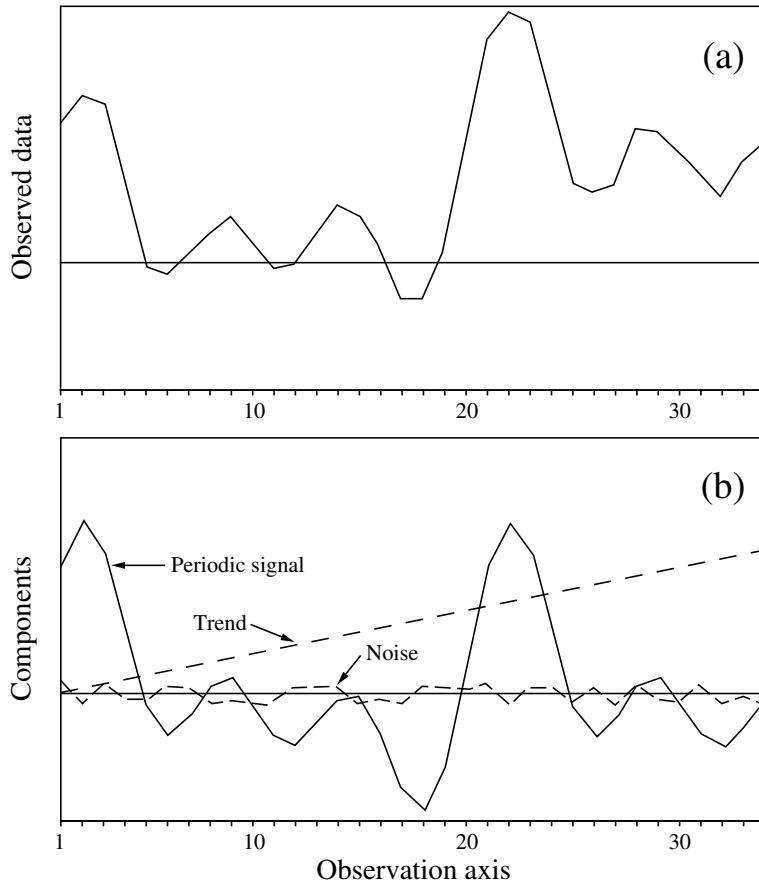 (a)
Observed data
1 10 20 30
(b)
Periodic signal
Trend
Noise
Components
1 10 20 30
Observation axis